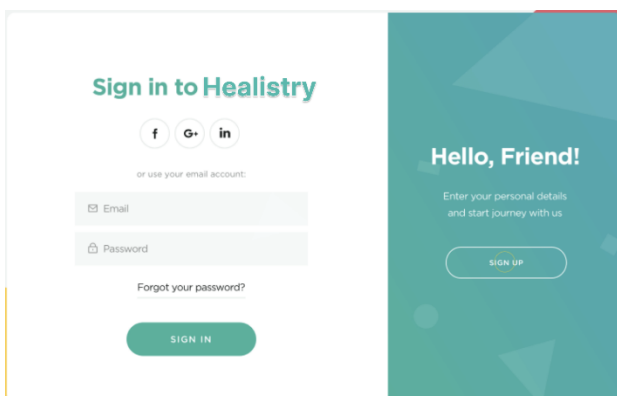 Sign in to Healistry
f G+ in
or use your email account:
Email
Password
Forgot your password?
SIGN IN
Hello, Friend!
Enter your personal details
and start journey with us
SIGN UP